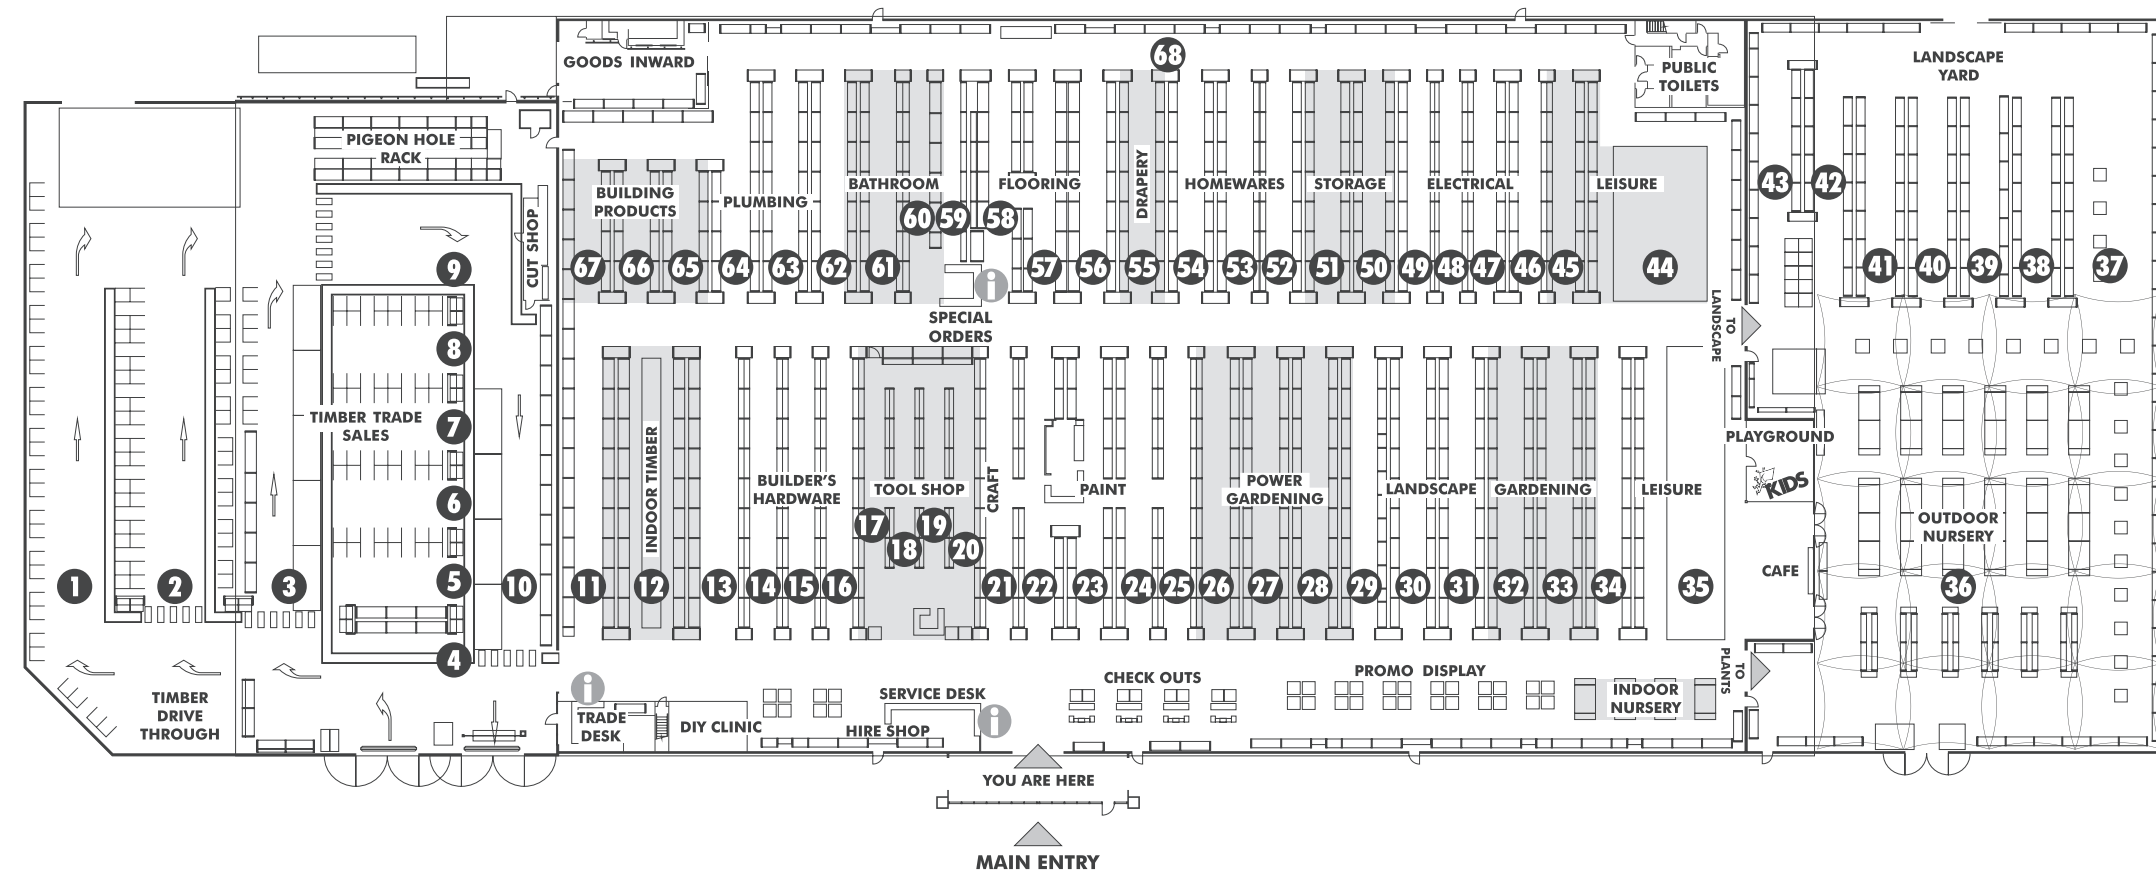 68
GOODS INWARD
PUBLIC
TOILETS
LANDSCAPE
YARD
PIGEON HOLE
RACK
BUILDING
PRODUCTS
PLUMBING
BATHROOM
FLOORING
DRAPERY
HOMEWARES
STORAGE
ELECTRICAL
LEISURE
43
42
60
59
58
CUT SHOP
9
67
66
65
64
63
62
61
i
57
56
55
54
53
52
51
50
49
48
47
46
45
44
41
40
39
38
37
SPECIAL
ORDERS
TO
LANDSCAPE
8
7
TIMBER TRADE
SALES
6
5
4
INDOOR TIMBER
BUILDER'S
HARDWARE
TOOL SHOP
CRAFT
PAINT
POWER
GARDENING
LANDSCAPE
GARDENING
LEISURE
PLAYGROUND
KIDS
OUTDOOR
NURSERY
CAFE
17
18
19
20
1
2
3
10
11
12
13
14
15
16
21
22
23
24
25
26
27
28
29
30
31
32
33
34
35
36
TIMBER
DRIVE
THROUGH
i
TRADE
DESK
DIY CLINIC
SERVICE DESK
HIRE SHOP
i
CHECK OUTS
PROMO DISPLAY
INDOOR
NURSERY
TO
PLANTS
YOU ARE HERE
MAIN ENTRY